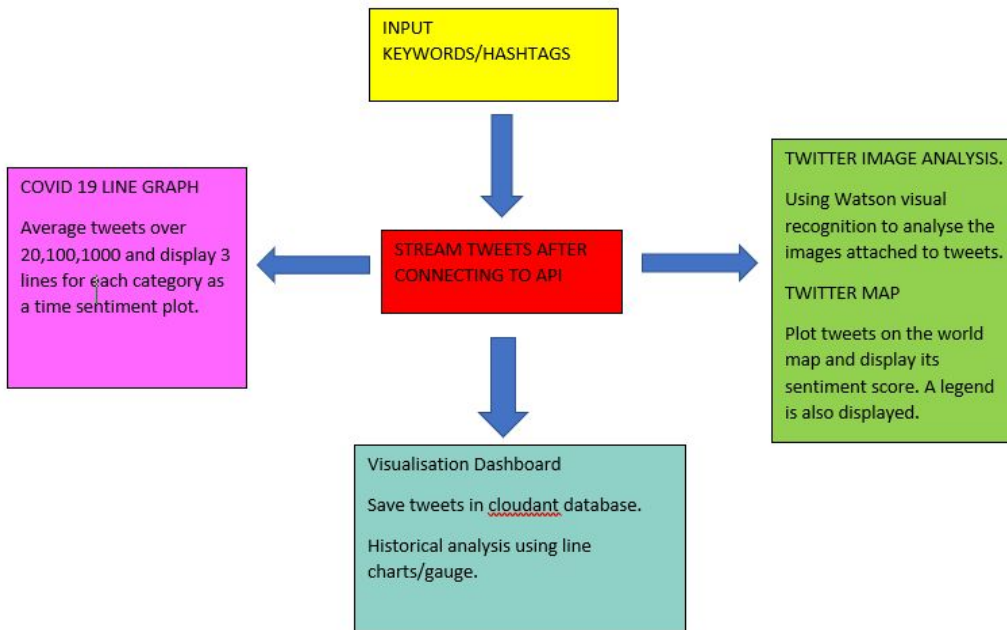 INPUT
KEYWORDS/HASHTAGS
COVID 19 LINE GRAPH
Average tweets over
20,100,1000 and display 3
lines for each category as
a time sentiment plot.
STREAM TWEETS AFTER
CONNECTING TO API
TWITTER IMAGE ANALYSIS.
Using Watson visual
recognition to analyse the
images attached to tweets.
TWITTER MAP
Plot tweets on the world
map and display its
sentiment score. A legend
is also displayed.
Visualisation Dashboard
Save tweets in cloudant database.
Historical analysis using line
charts/gauge.